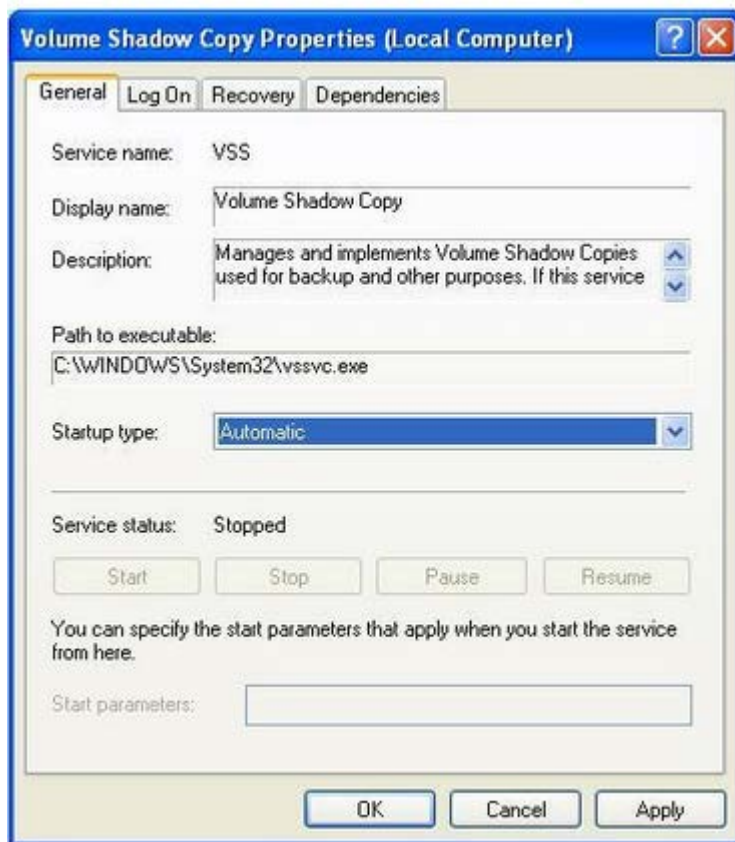 Volume Shadow Copy Properties (Local Computer)
General Log On Recovery Dependencies
Service name: VSS
Display name: Volume Shadow Copy
Description: Manages and implements Volume Shadow Copies
used for backup and other purposes. If this service
Path to executable:
C:\WINDOWS\System32\vssvc.exe
Startup type: Automatic
Service status: Stopped
Start Stop Pause Resume
You can specify the start parameters that apply when you start the service
from here.
Start parameters:
OK Cancel Apply